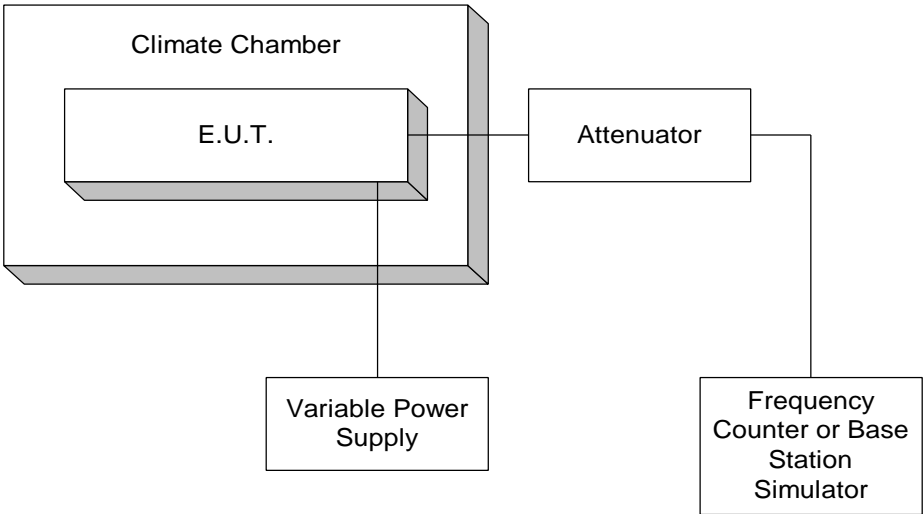 Climate Chamber
E.U.T.
Attenuator
Variable Power
Supply
Frequency
Counter or Base
Station
Simulator